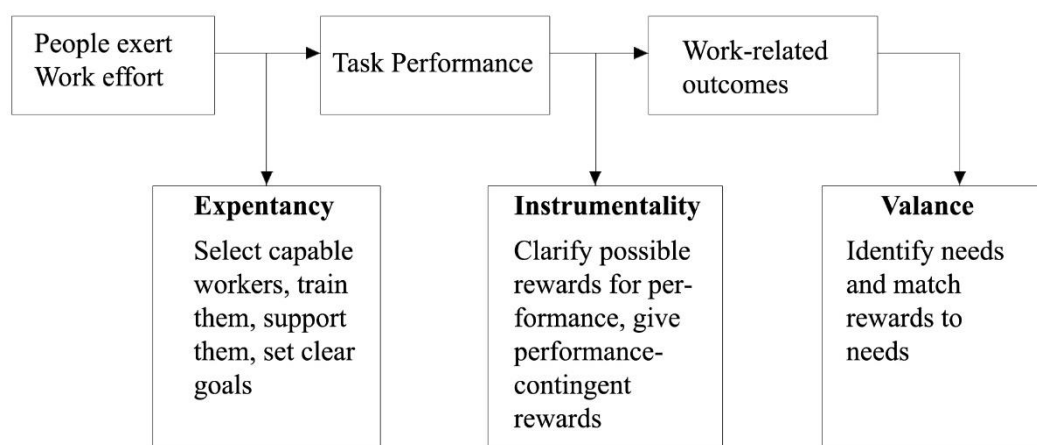 People exert
Work effort
Task Performance
Work-related
outcomes
Expentancy
Select capable
workers, train
them, support
them, set clear
goals
Instrumentality
Clarify possible
rewards for per-
formance, give
performance-
contingent
rewards
Valance
Identify needs
and match
rewards to
needs